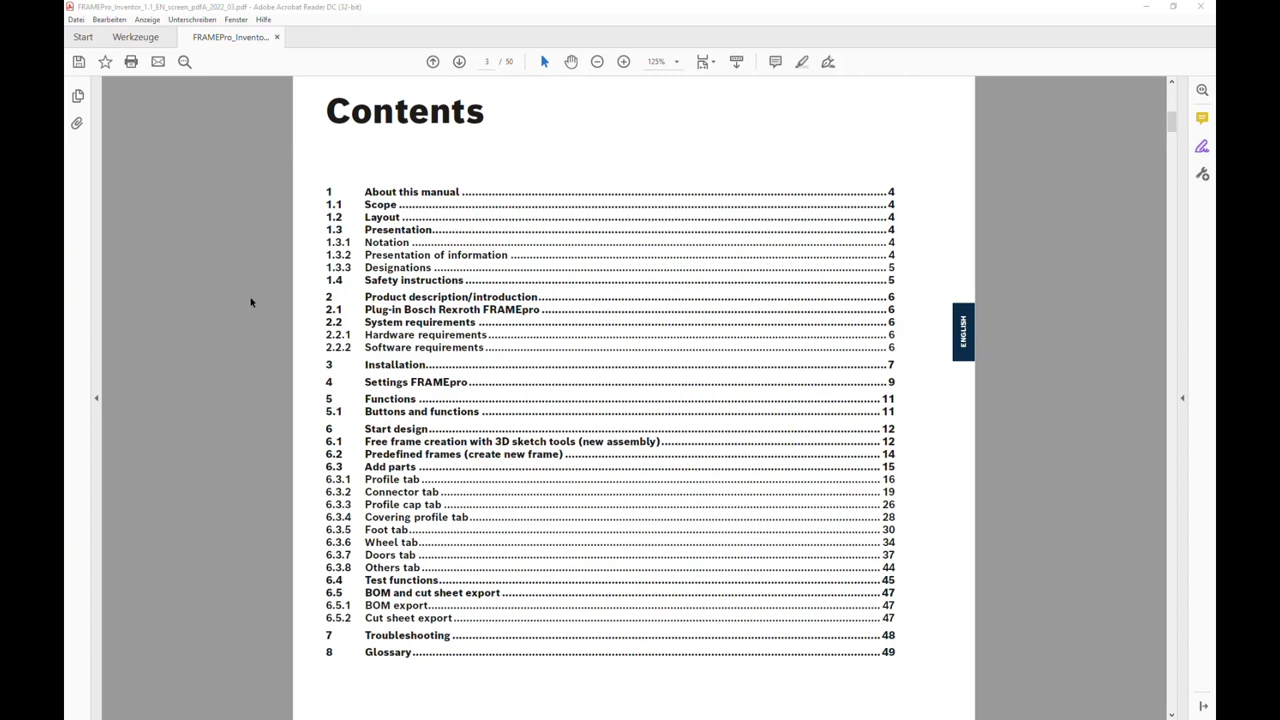 FRAMEPro_Inventor_1.1_EN_screen_pdfA_2022_03.pdf - Adobe Acrobat Reader DC (32-bit)
Datei Bearbeiten Anzeige Unterschreiben Fenster Hilfe
Start Werkzeuge FRAMEPro_Invento... ×
3 / 50 125%
Contents
1 About this manual 4
1.1 Scope 4
1.2 Layout 4
1.3 Presentation 4
1.3.1 Notation 4
1.3.2 Presentation of information 4
1.3.3 Designations 5
1.4 Safety instructions 5
2 Product description/introduction 6
2.1 Plug-in Bosch Rexroth FRAMEpro 6
2.2 System requirements 6
2.2.1 Hardware requirements 6
2.2.2 Software requirements 6
3 Installation 7
4 Settings FRAMEpro 9
5 Functions 11
5.1 Buttons and functions 11
6 Start design 12
6.1 Free frame creation with 3D sketch tools (new assembly) 12
6.2 Predefined frames (create new frame) 14
6.3 Add parts 15
6.3.1 Profile tab 16
6.3.2 Connector tab 19
6.3.3 Profile cap tab 26
6.3.4 Covering profile tab 28
6.3.5 Foot tab 30
6.3.6 Wheel tab 34
6.3.7 Doors tab 37
6.3.8 Others tab 44
6.4 Test functions 45
6.5 BOM and cut sheet export 47
6.5.1 BOM export 47
6.5.2 Cut sheet export 47
7 Troubleshooting 48
8 Glossary 49
ENGLISH